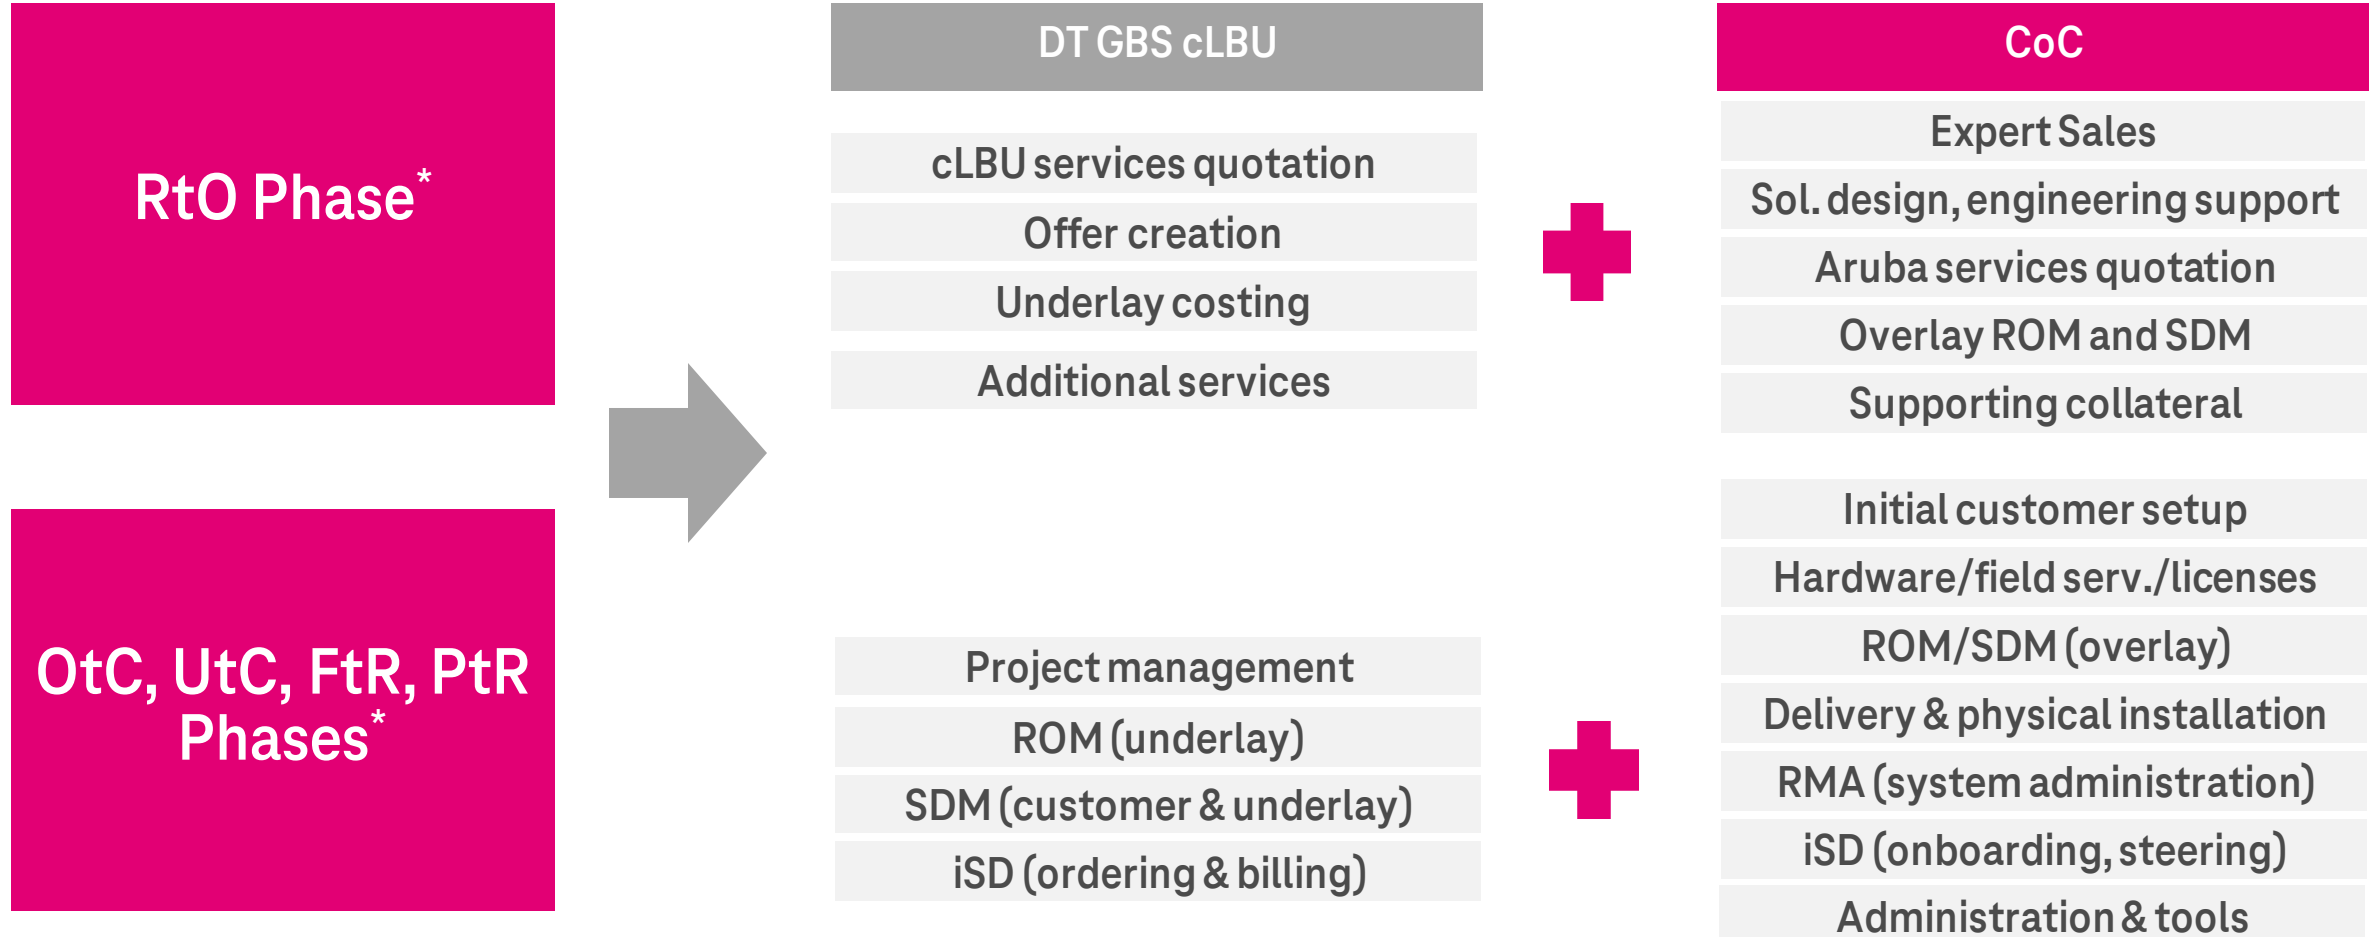 RtO Phase*
DT GBS cLBU
cLBU services quotation
Offer creation
Underlay costing
Additional services
CoC
Expert Sales
Sol. design, engineering support
Aruba services quotation
Overlay ROM and SDM
Supporting collateral
OtC, UtC, FtR, PtR
Phases*
Project management
ROM (underlay)
SDM (customer & underlay)
iSD (ordering & billing)
Initial customer setup
Hardware/field serv./licenses
ROM/SDM (overlay)
Delivery & physical installation
RMA (system administration)
iSD (onboarding, steering)
Administration & tools